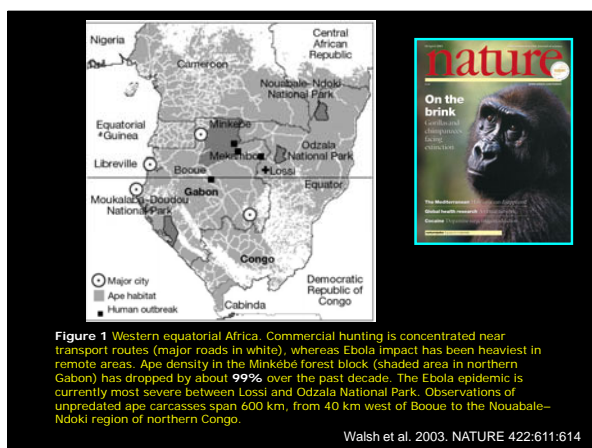 Nigeria
Central
African
Republic
Cameroon
Nouabale-Ndoki
National Park
Equatorial
Guinea
Minkébé
Odzala
National Park
Mekambo
Libreville
Booue
Lossi
Equator
Gabon
Moukalaba-Doudou
National Park
Congo
Major city
Ape habitat
Human outbreak
Democratic
Republic of
Congo
Cabinda
nature
On the
brink
Gorillas and
chimpanzees
facing
extinction
The Mediterranean
Global health research
Cocaine
Figure 1 Western equatorial Africa. Commercial hunting is concentrated near
transport routes (major roads in white), whereas Ebola impact has been heaviest in
remote areas. Ape density in the Minkébé forest block (shaded area in northern
Gabon) has dropped by about 99% over the past decade. The Ebola epidemic is
currently most severe between Lossi and Odzala National Park. Observations of
unpredated ape carcasses span 600 km, from 40 km west of Booue to the Nouabale–
Ndoki region of northern Congo.
Walsh et al. 2003. NATURE 422:611:614